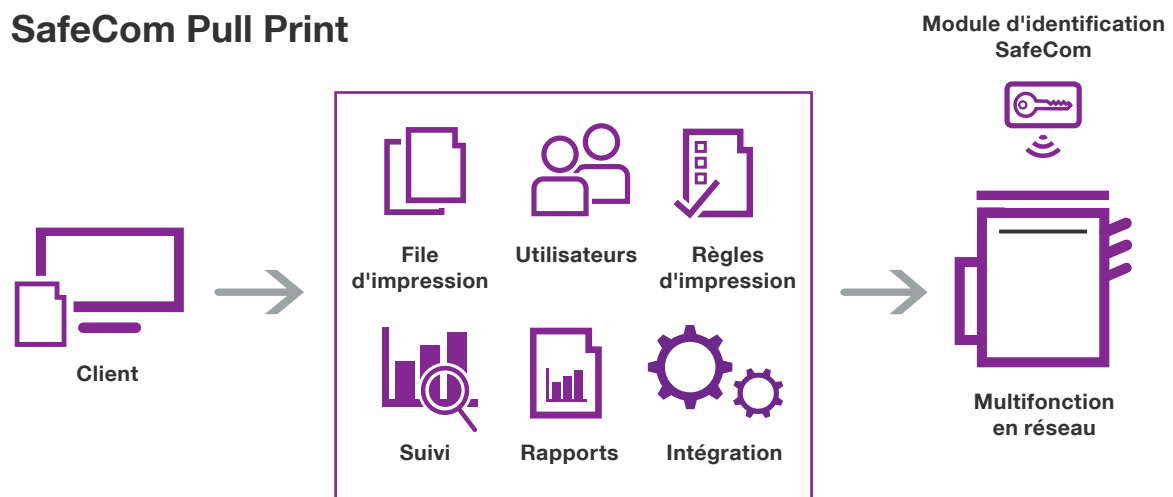 SafeCom Pull Print
Module d'identification
SafeCom
File
d'impression
Utilisateurs
Règles
d'impression
Client
Suivi
Rapports
Intégration
Multifonction
en réseau